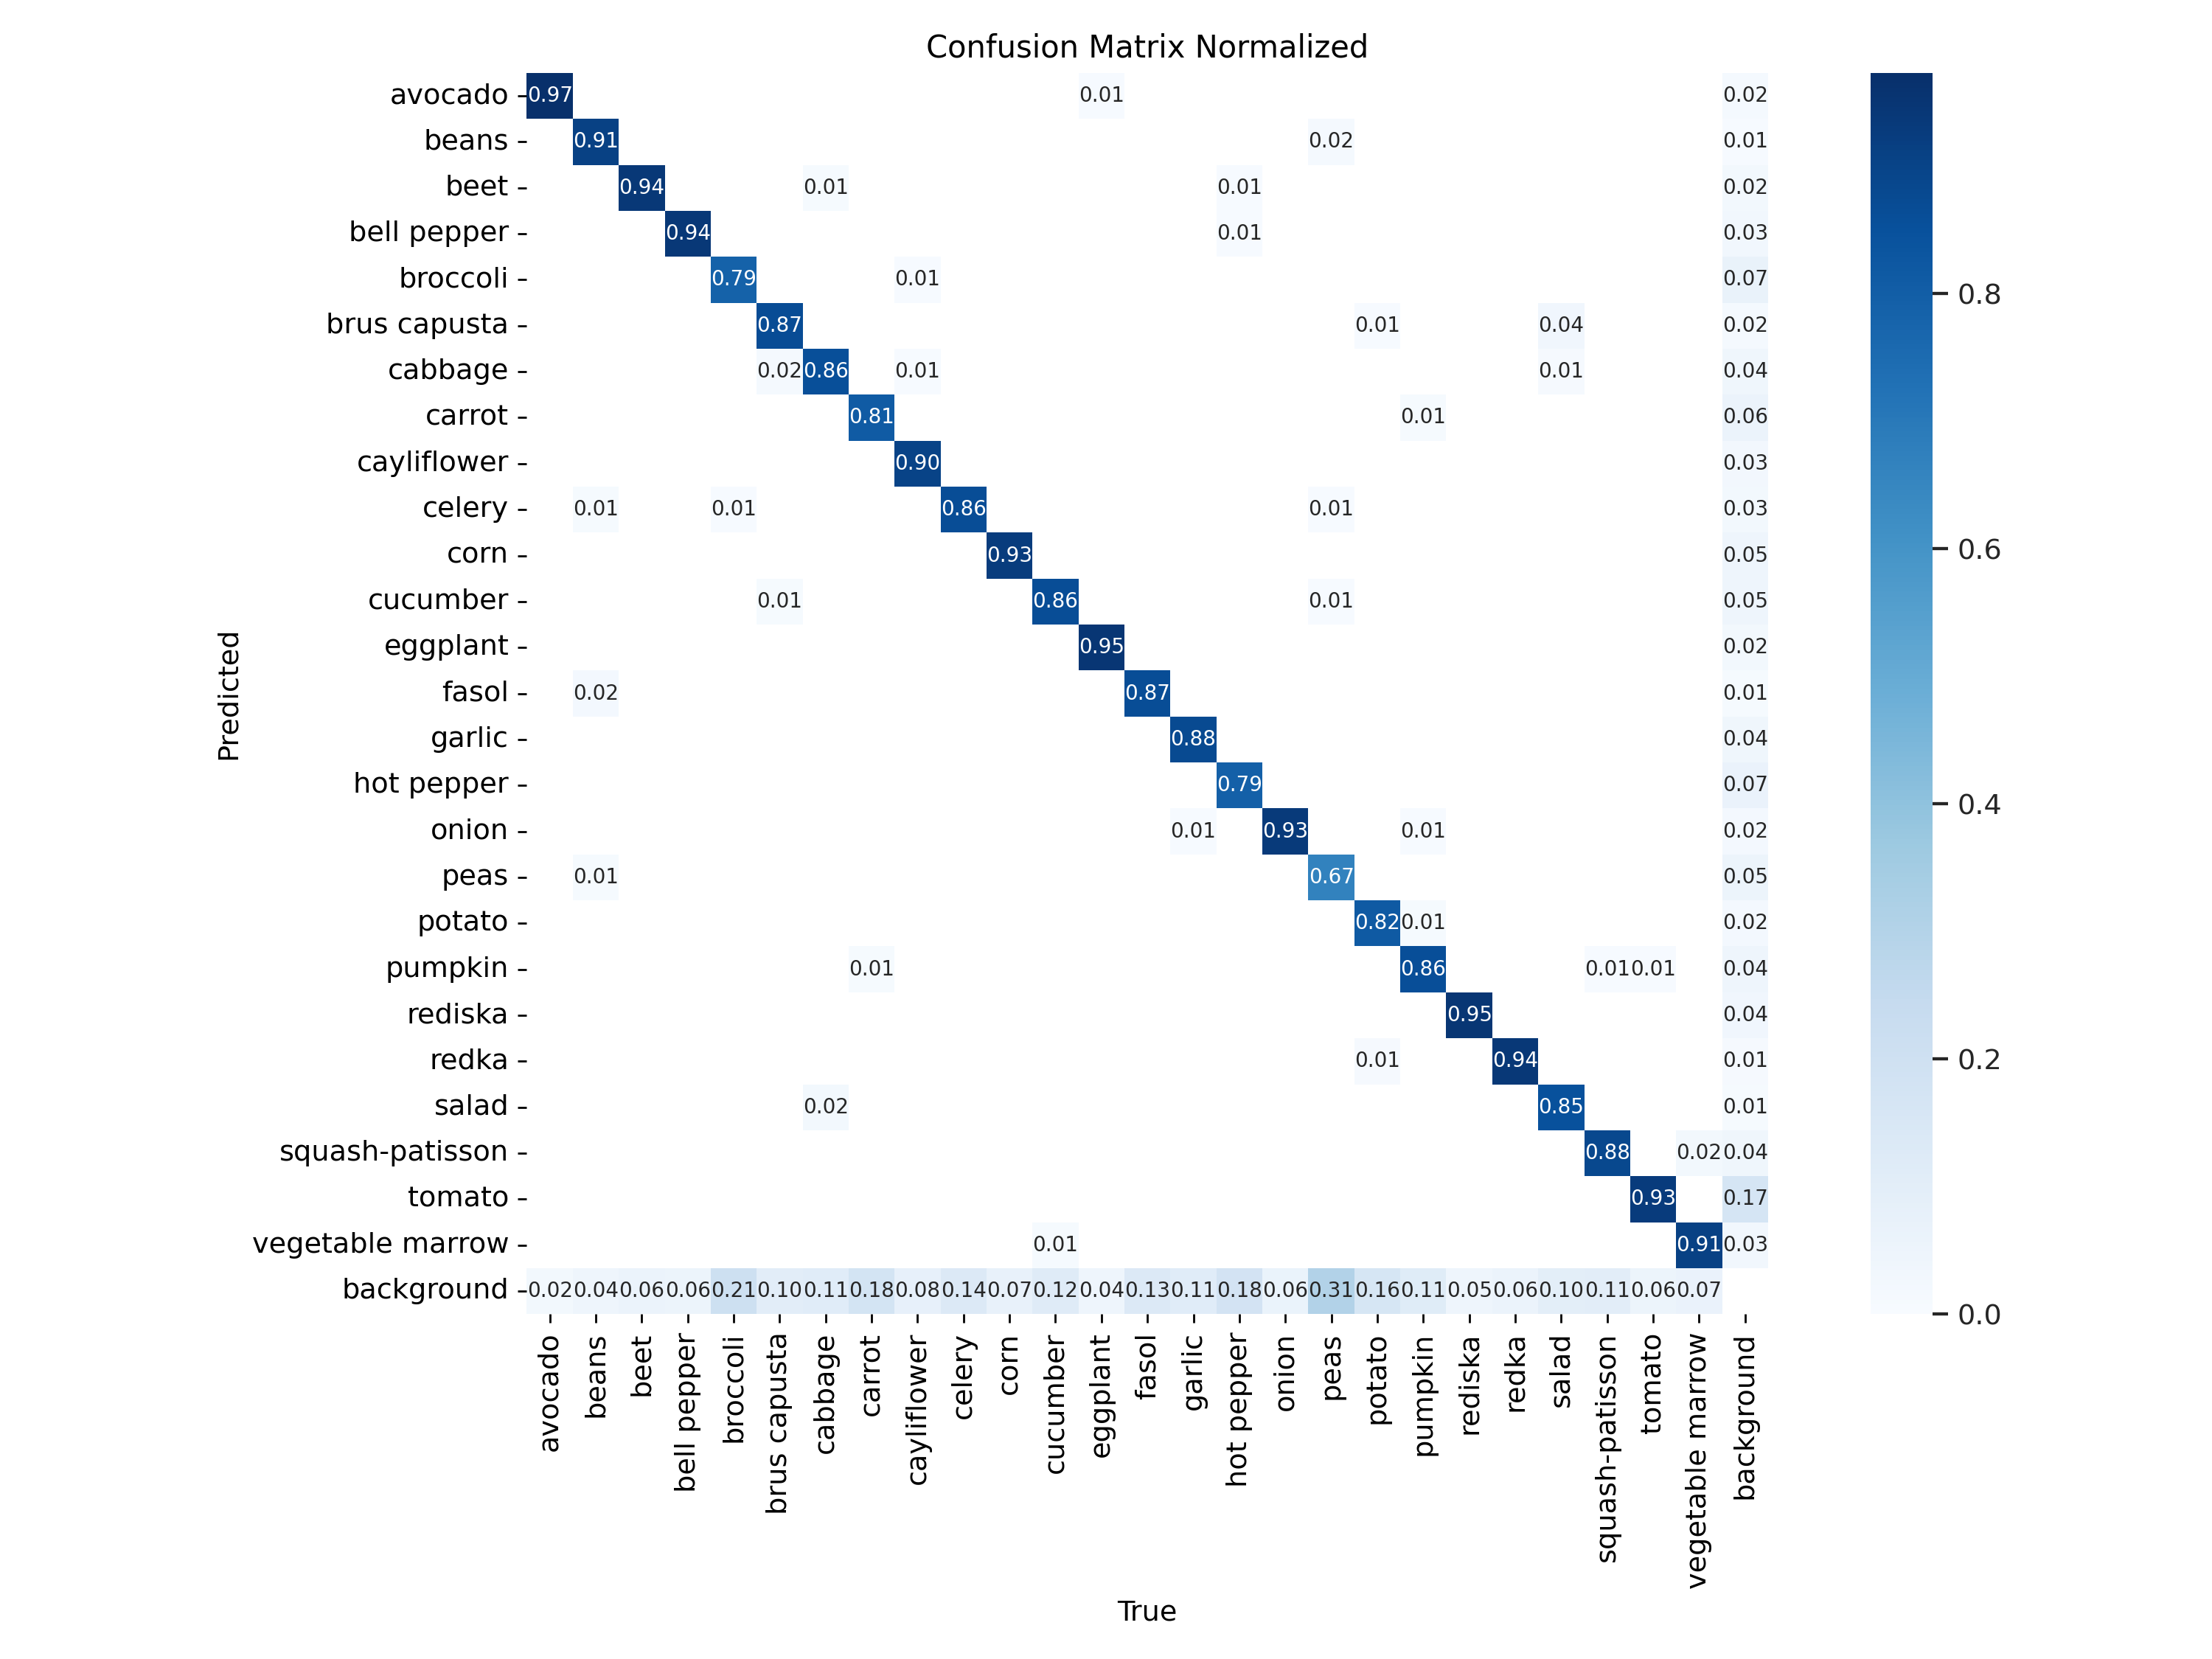 Confusion Matrix Normalized
avocado 0.97 0.01 0.02
beans 0.91 0.02 0.01
beet 0.94 0.01 0.01 0.02
bell pepper 0.94 0.01 0.03
broccoli 0.79 0.01 0.07
0.8
brus capusta 0.87 0.01 0.04 0.02
cabbage 0.02 0.86 0.01 0.01 0.04
carrot 0.81 0.01 0.06
cayliflower 0.90 0.03
celery 0.01 0.01 0.86 0.01 0.03
corn 0.93 0.05
0.6
cucumber 0.01 0.86 0.01 0.05
eggplant 0.95 0.02
Predicted
fasol 0.02 0.87 0.01
garlic 0.88 0.04
hot pepper 0.79 0.07
0.4
onion 0.01 0.93 0.01 0.02
peas 0.01 0.67 0.05
potato 0.82 0.01 0.02
pumpkin 0.01 0.86 0.01 0.01 0.04
rediska 0.95 0.04
redka 0.01 0.94 0.01
0.2
salad 0.02 0.85 0.01
squash-patisson 0.88 0.02 0.04
tomato 0.93 0.17
vegetable marrow 0.01 0.91 0.03
background 0.02 0.04 0.06 0.06 0.21 0.10 0.11 0.18 0.08 0.14 0.07 0.12 0.04 0.13 0.11 0.18 0.06 0.31 0.16 0.11 0.05 0.06 0.10 0.11 0.06 0.07
0.0
avocado
beans
beet
bell pepper
broccoli
brus capusta
cabbage
carrot
cayliflower
celery
corn
cucumber
eggplant
fasol
garlic
hot pepper
onion
peas
potato
pumpkin
rediska
redka
salad
squash-patisson
tomato
vegetable marrow
background
True